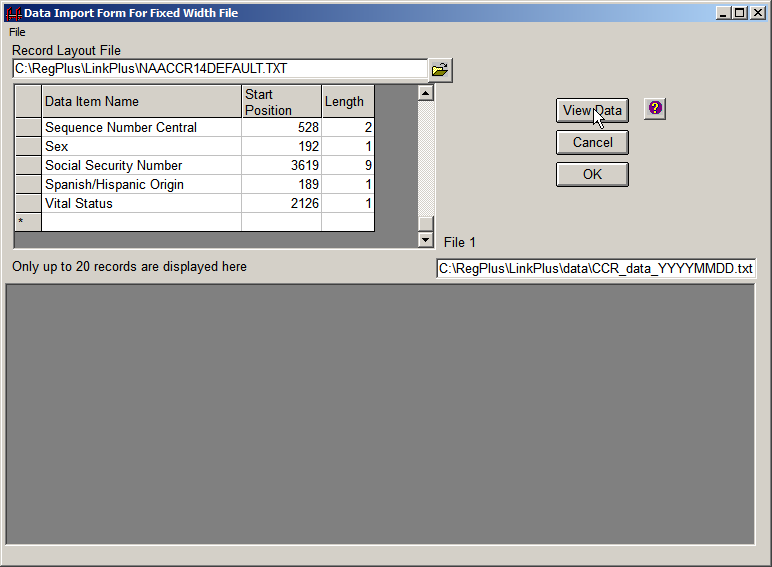 Data Import Form For Fixed Width File
File
Record Layout File
C:\RegPlus\LinkPlus\NAACCR14DEFAULT.TXT
Data Item Name Start Position Length
Sequence Number Central 528 2
Sex 192 1
Social Security Number 3619 9
Spanish/Hispanic Origin 189 1
Vital Status 2126 1
*
View Data ?
Cancel
OK
File 1
Only up to 20 records are displayed here
C:\RegPlus\LinkPlus\data\CCR_data_YYYYMMDD.txt